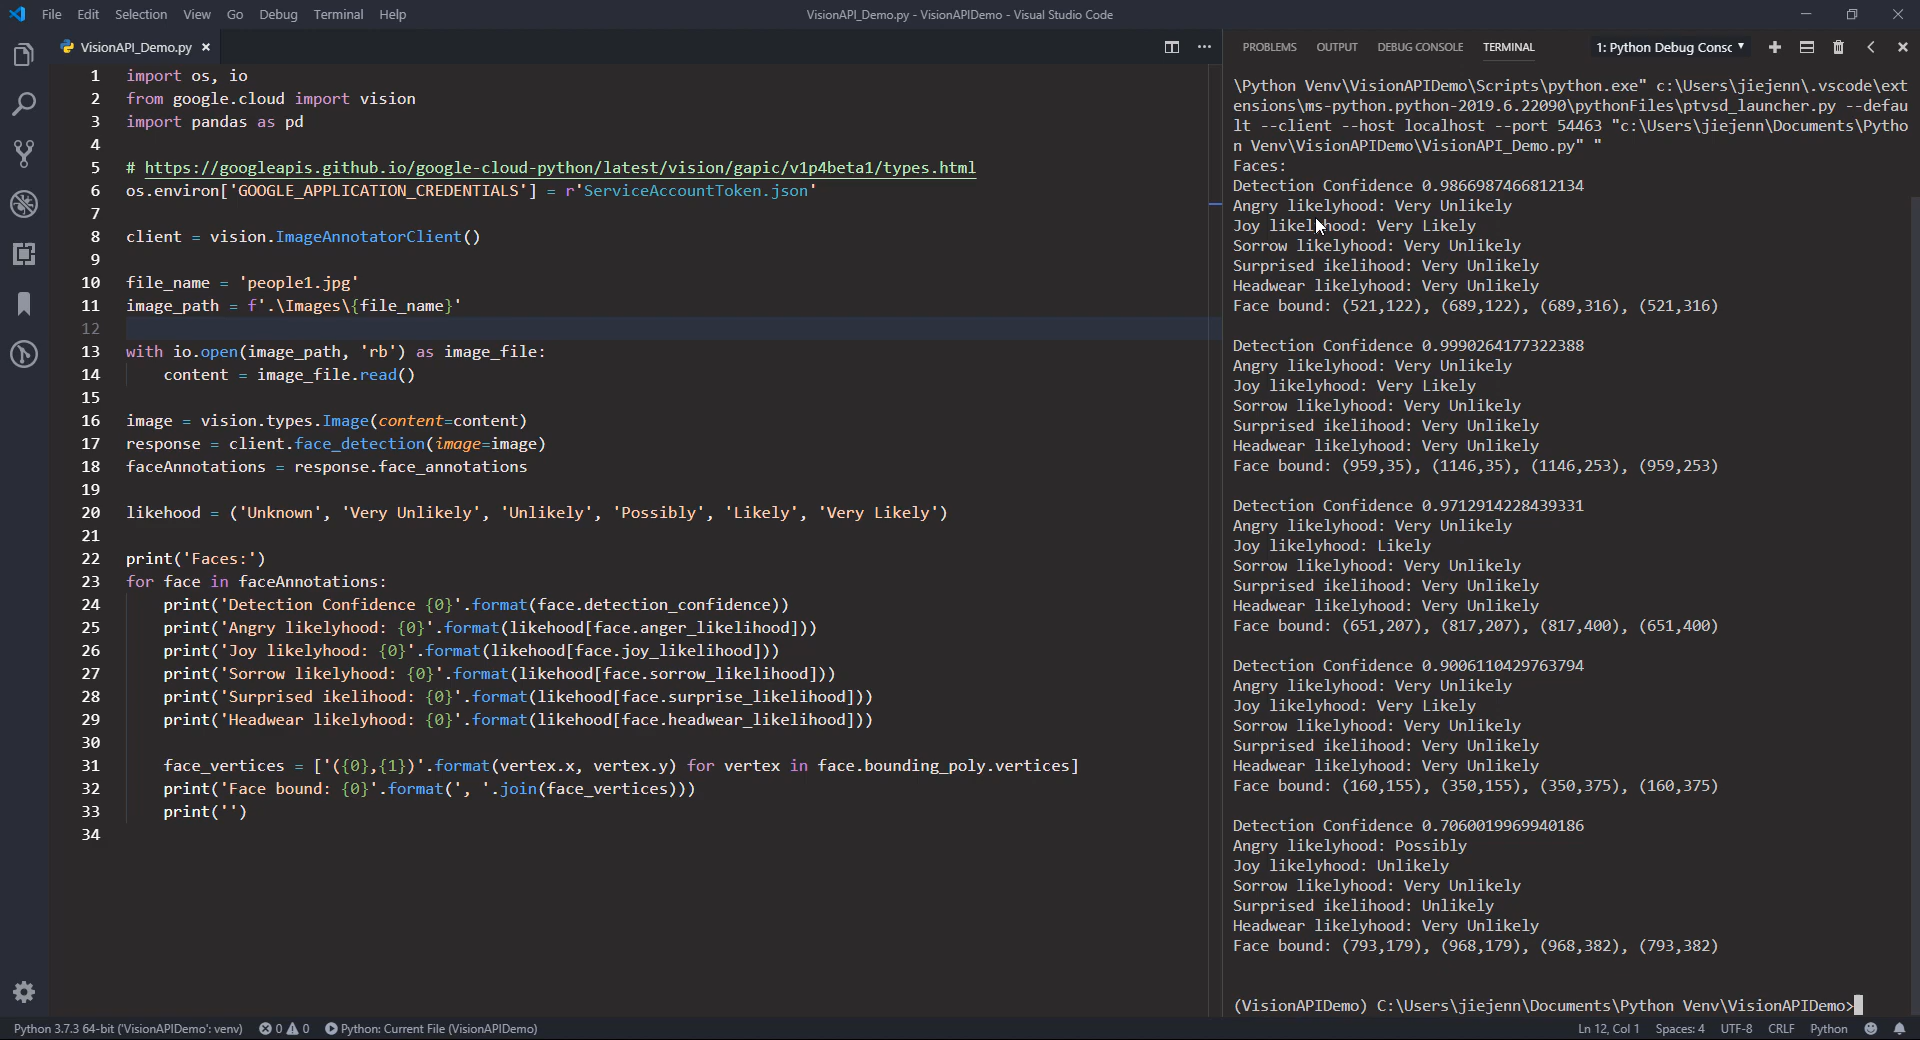 File Edit Selection View Go Debug Terminal Help
VisionAPI_Demo.py - VisionAPIDemo - Visual Studio Code
VisionAPI_Demo.py
1 import os, io
2 from google.cloud import vision
3 import pandas as pd
4
5 # https://googleapis.github.io/google-cloud-python/latest/vision/gapic/v1p4beta1/types.html
6 os.environ['GOOGLE_APPLICATION_CREDENTIALS'] = r'ServiceAccountToken.json'
7
8 client = vision.ImageAnnotatorClient()
9
10 file_name = 'people1.jpg'
11 image_path = f'.\Images\{file_name}'
12
13 with io.open(image_path, 'rb') as image_file:
14     content = image_file.read()
15
16 image = vision.types.Image(content=content)
17 response = client.face_detection(image=image)
18 faceAnnotations = response.face_annotations
19
20 likehood = ('Unknown', 'Very Unlikely', 'Unlikely', 'Possibly', 'Likely', 'Very Likely')
21
22 print('Faces:')
23 for face in faceAnnotations:
24     print('Detection Confidence {0}'.format(face.detection_confidence))
25     print('Angry likelyhood: {0}'.format(likehood[face.anger_likelihood]))
26     print('Joy likelyhood: {0}'.format(likehood[face.joy_likelihood]))
27     print('Sorrow likelyhood: {0}'.format(likehood[face.sorrow_likelihood]))
28     print('Surprised ikelihood: {0}'.format(likehood[face.surprise_likelihood]))
29     print('Headwear likelyhood: {0}'.format(likehood[face.headwear_likelihood]))
30
31     face_vertices = ['({0},{1})'.format(vertex.x, vertex.y) for vertex in face.bounding_poly.vertices]
32     print('Face bound: {0}'.format(', '.join(face_vertices)))
33     print('')
34
PROBLEMS OUTPUT DEBUG CONSOLE TERMINAL 1: Python Debug Consc
\Python Venv\VisionAPIDemo\Scripts\python.exe" c:\Users\jiejenn\.vscode\ext
ensions\ms-python.python-2019.6.22090\pythonFiles\ptvsd_launcher.py --defau
lt --client --host localhost --port 54463 "c:\Users\jiejenn\Documents\Pytho
n Venv\VisionAPIDemo\VisionAPI_Demo.py" "
Faces:
Detection Confidence 0.9866987466812134
Angry likelyhood: Very Unlikely
Joy likelyhood: Very Likely
Sorrow likelyhood: Very Unlikely
Surprised ikelihood: Very Unlikely
Headwear likelyhood: Very Unlikely
Face bound: (521,122), (689,122), (689,316), (521,316)
Detection Confidence 0.9990264177322388
Angry likelyhood: Very Unlikely
Joy likelyhood: Very Likely
Sorrow likelyhood: Very Unlikely
Surprised ikelihood: Very Unlikely
Headwear likelyhood: Very Unlikely
Face bound: (959,35), (1146,35), (1146,253), (959,253)
Detection Confidence 0.9712914228439331
Angry likelyhood: Very Unlikely
Joy likelyhood: Likely
Sorrow likelyhood: Very Unlikely
Surprised ikelihood: Very Unlikely
Headwear likelyhood: Very Unlikely
Face bound: (651,207), (817,207), (817,400), (651,400)
Detection Confidence 0.9006110429763794
Angry likelyhood: Very Unlikely
Joy likelyhood: Very Likely
Sorrow likelyhood: Very Unlikely
Surprised ikelihood: Very Unlikely
Headwear likelyhood: Very Unlikely
Face bound: (160,155), (350,155), (350,375), (160,375)
Detection Confidence 0.7060019969940186
Angry likelyhood: Possibly
Joy likelyhood: Unlikely
Sorrow likelyhood: Very Unlikely
Surprised ikelihood: Unlikely
Headwear likelyhood: Very Unlikely
Face bound: (793,179), (968,179), (968,382), (793,382)
(VisionAPIDemo) C:\Users\jiejenn\Documents\Python Venv\VisionAPIDemo>
Python 3.7.3 64-bit ('VisionAPIDemo': venv) 0 0 Python: Current File (VisionAPIDemo) Ln 12, Col 1 Spaces: 4 UTF-8 CRLF Python